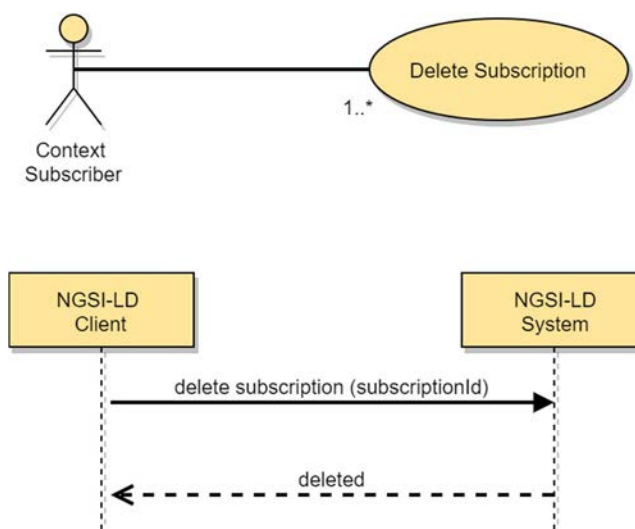 Delete Subscription
1..*
Context
Subscriber
NGSI-LD
Client
NGSI-LD
System
delete subscription (subscriptionId)
deleted